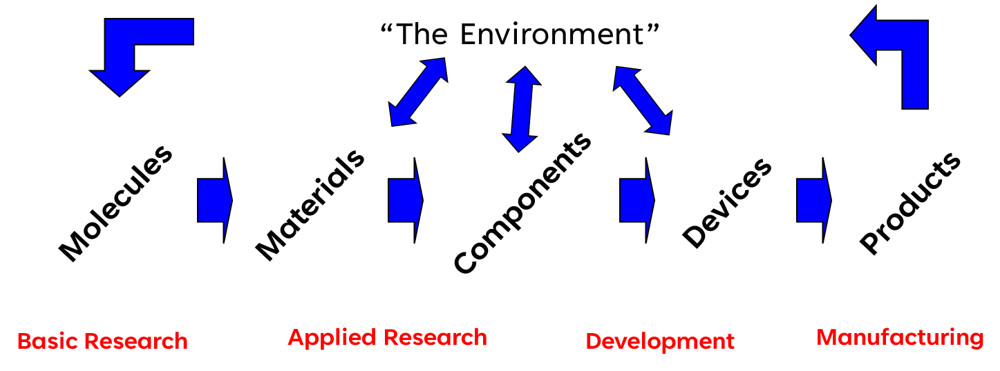 “The Environment”
Molecules
Materials
Components
Devices
Products
Basic Research
Applied Research
Development
Manufacturing